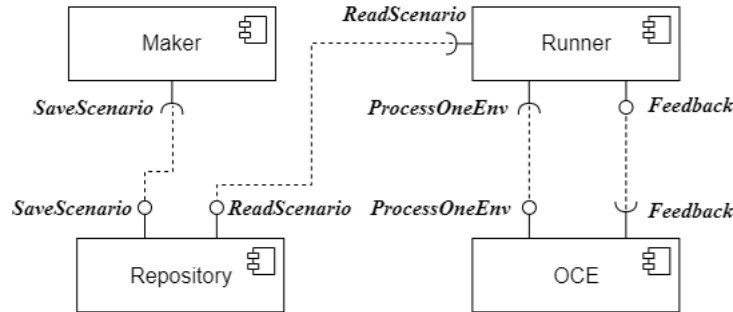 ReadScenario
Maker
Runner
SaveScenario
ProcessOneEnv
Feedback
SaveScenario
ReadScenario
ProcessOneEnv
Feedback
Repository
OCE